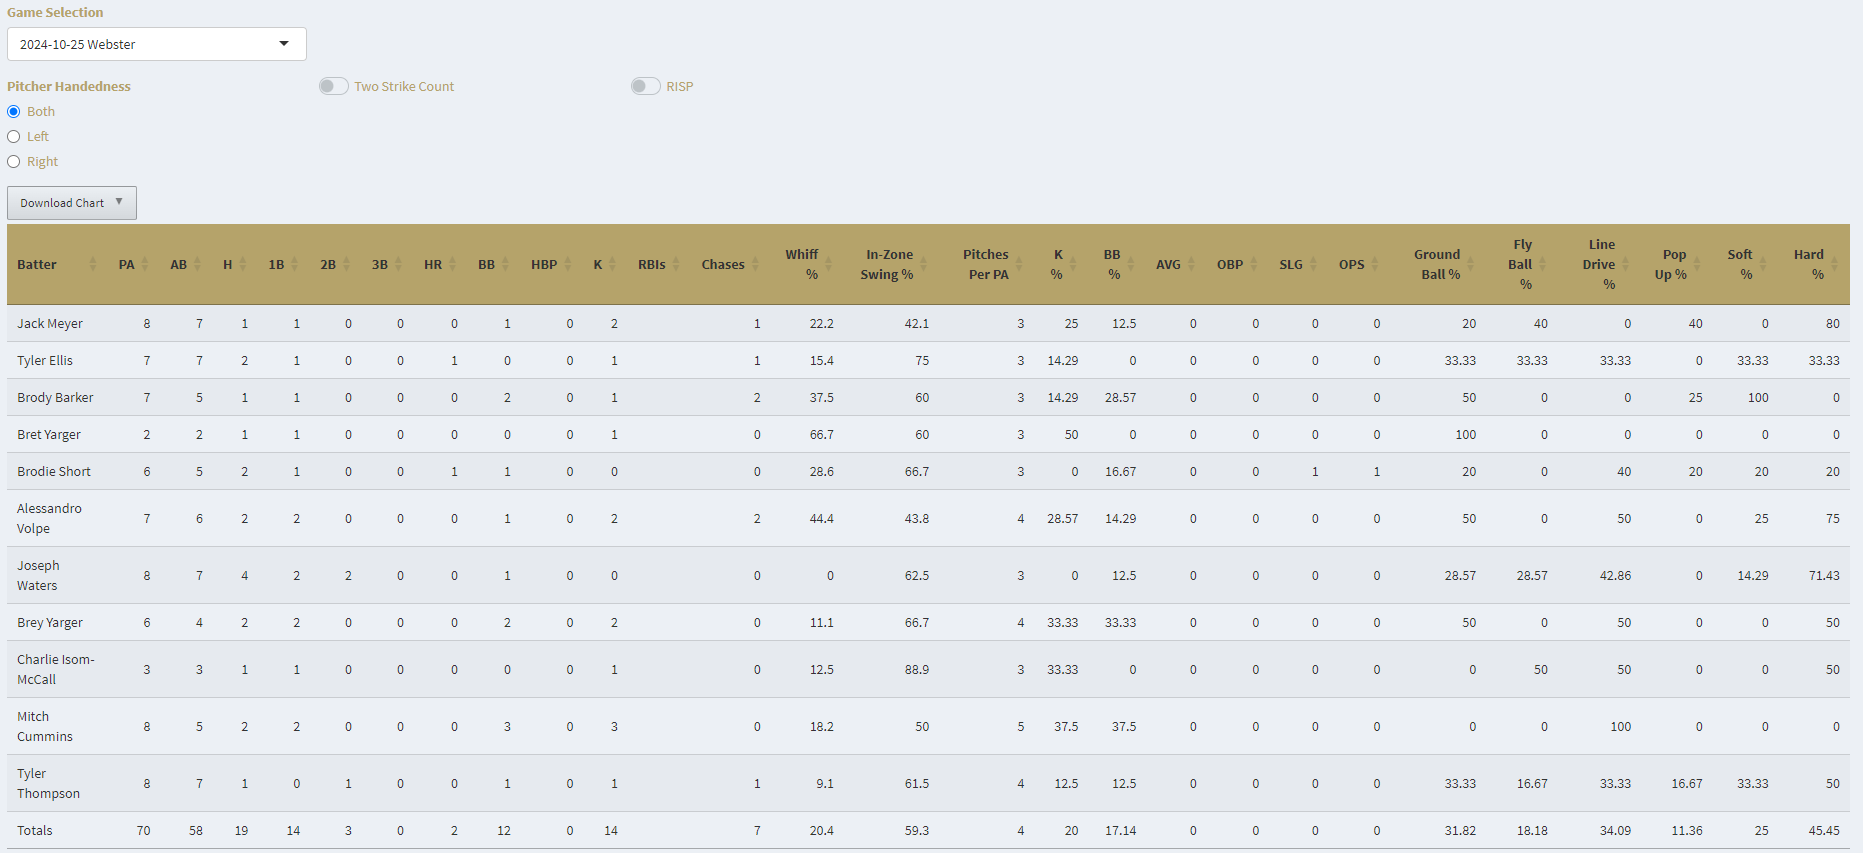 Game Selection
2024-10-25 Webster
Pitcher Handedness
Two Strike Count
RISP
Both
Left
Right
Download Chart
Batter PA AB H 1B 2B 3B HR BB HBP K RBIs Chases Whiff % In-Zone Swing % Pitches Per PA K % BB % AVG OBP SLG OPS Ground Ball % Fly Ball % Line Drive % Pop Up % Soft % Hard %
Jack Meyer 8 7 1 1 0 0 0 1 0 2 1 22.2 42.1 3 25 12.5 0 0 0 0 20 40 0 40 0 80
Tyler Ellis 7 7 2 1 0 0 1 0 0 1 1 15.4 75 3 14.29 0 0 0 0 0 33.33 33.33 33.33 0 33.33 33.33
Brody Barker 7 5 1 1 0 0 0 2 0 1 2 37.5 60 3 14.29 28.57 0 0 0 0 50 0 0 25 100 0
Bret Yarger 2 2 1 1 0 0 0 0 0 1 0 66.7 60 3 50 0 0 0 0 0 100 0 0 0 0 0
Brodie Short 6 5 2 1 0 0 1 1 0 0 0 28.6 66.7 3 0 16.67 0 0 1 1 20 0 40 20 20 20
Alessandro Volpe 7 6 2 2 0 0 0 1 0 2 2 44.4 43.8 4 28.57 14.29 0 0 0 0 50 0 50 0 25 75
Joseph Waters 8 7 4 2 2 0 0 1 0 0 0 0 62.5 3 0 12.5 0 0 0 0 28.57 28.57 42.86 0 14.29 71.43
Brey Yarger 6 4 2 2 0 0 0 2 0 2 0 11.1 66.7 4 33.33 33.33 0 0 0 0 50 0 50 0 0 50
Charlie Isom-McCall 3 3 1 1 0 0 0 0 0 1 0 12.5 88.9 3 33.33 0 0 0 0 0 0 50 50 0 0 50
Mitch Cummins 8 5 2 2 0 0 0 3 0 3 0 18.2 50 5 37.5 37.5 0 0 0 0 0 0 100 0 0 0
Tyler Thompson 8 7 1 0 1 0 0 1 0 1 1 9.1 61.5 4 12.5 12.5 0 0 0 0 33.33 16.67 33.33 16.67 33.33 50
Totals 70 58 19 14 3 0 2 12 0 14 7 20.4 59.3 4 20 17.14 0 0 0 0 31.82 18.18 34.09 11.36 25 45.45